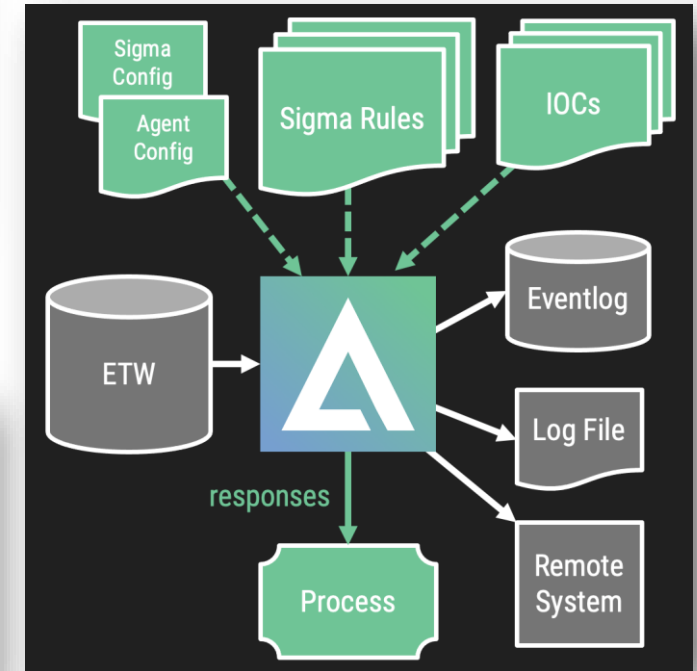 Sigma
Config
Agent
Config
Sigma Rules
IOCs
ETW
Eventlog
Log File
responses
Process
Remote
System